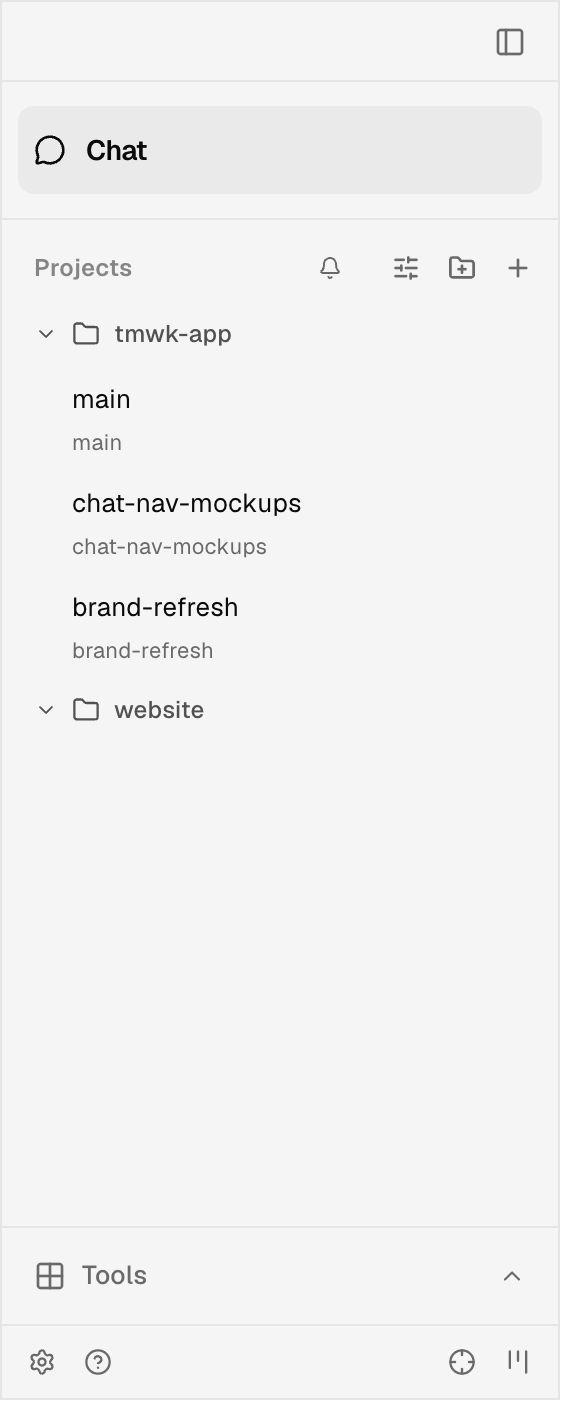 Chat
Projects
tmwk-app
main
main
chat-nav-mockups
chat-nav-mockups
brand-refresh
brand-refresh
website
Tools